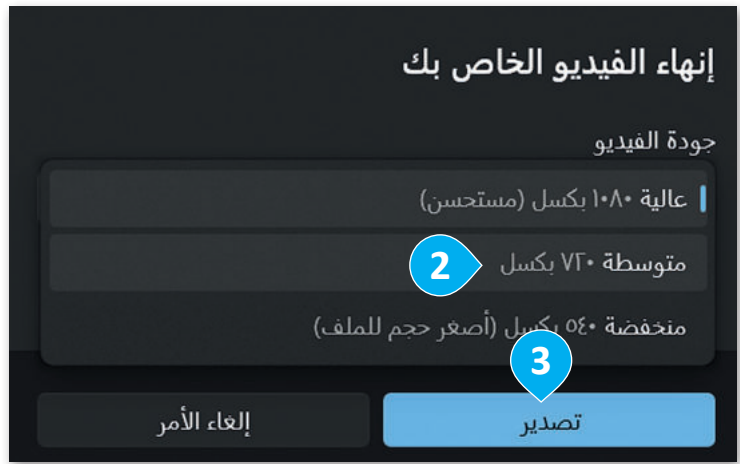 إنهاء الفيديو الخاص بك
جودة الفيديو
عالية ١٠٨٠ بكسل (مستحسن)
متوسطة ٧٢٠ بكسل
2
منخفضة ٥٤٠ بكسل (أصغر حجم للملف)
3
تصدير
إلغاء الأمر